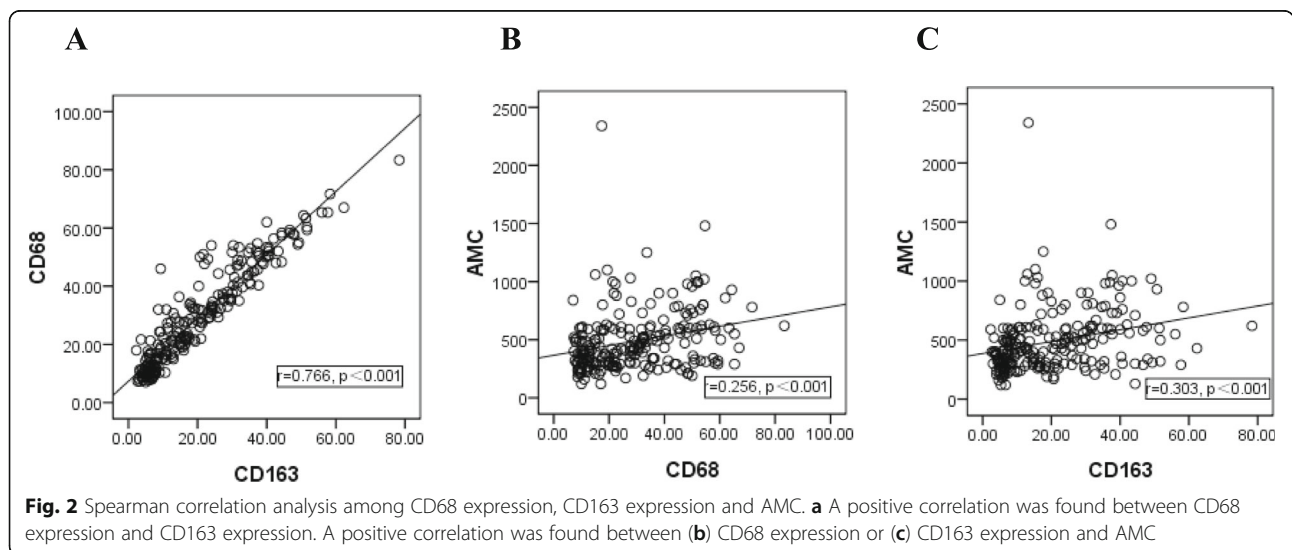 A
B
C
100.00
80.00
60.00
40.00
20.00
0.00
CD68
0.00 20.00 40.00 60.00 80.00
CD163
r=0.766, p<0.001
2500
2000
1500
1000
500
0
AMC
0.00 20.00 40.00 60.00 80.00 100.00
CD68
r=0.256, p<0.001
2500
2000
1500
1000
500
0
AMC
0.00 20.00 40.00 60.00 80.00
CD163
r=0.303, p<0.001
Fig. 2 Spearman correlation analysis among CD68 expression, CD163 expression and AMC. a A positive correlation was found between CD68
expression and CD163 expression. A positive correlation was found between (b) CD68 expression or (c) CD163 expression and AMC